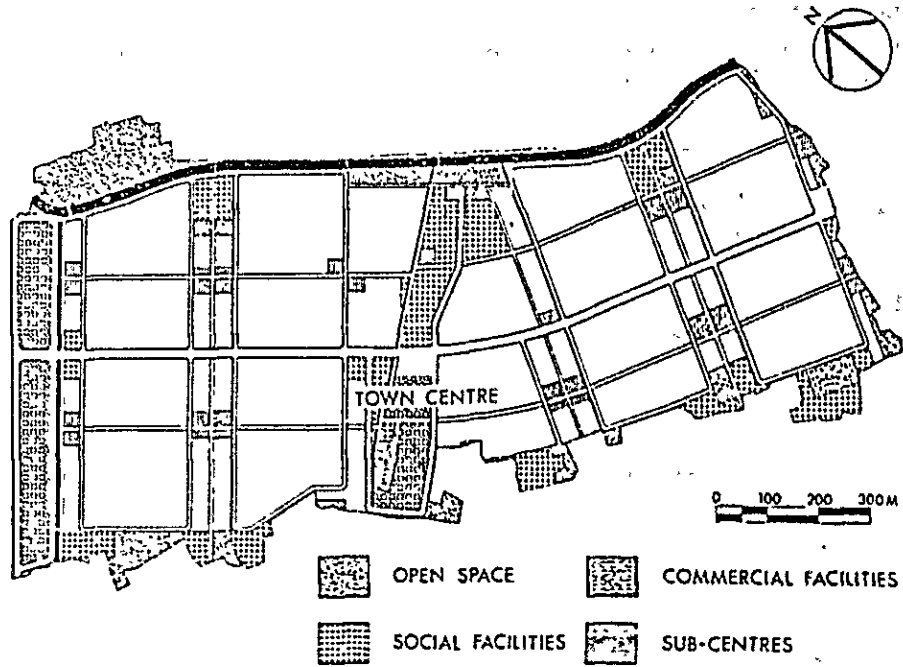 N
TOWN CENTRE
0 100 200 300M
OPEN SPACE
COMMERCIAL FACILITIES
SOCIAL FACILITIES
SUB-CENTRES